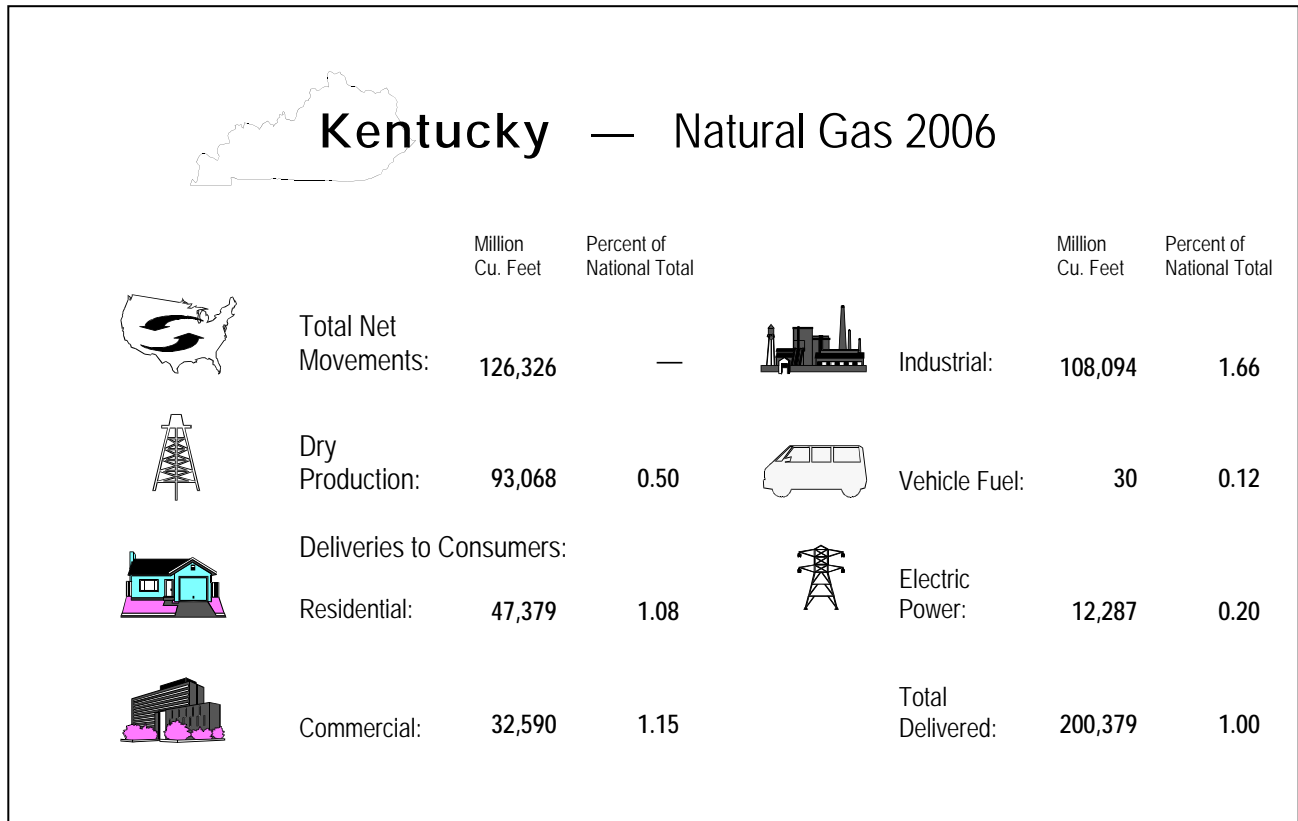 Kentucky — Natural Gas 2006
Million Cu. Feet
Percent of National Total
Total Net Movements: 126,326 —
Dry Production: 93,068 0.50
Deliveries to Consumers:
Residential: 47,379 1.08
Commercial: 32,590 1.15
Million Cu. Feet
Percent of National Total
Industrial: 108,094 1.66
Vehicle Fuel: 30 0.12
Electric Power: 12,287 0.20
Total Delivered: 200,379 1.00